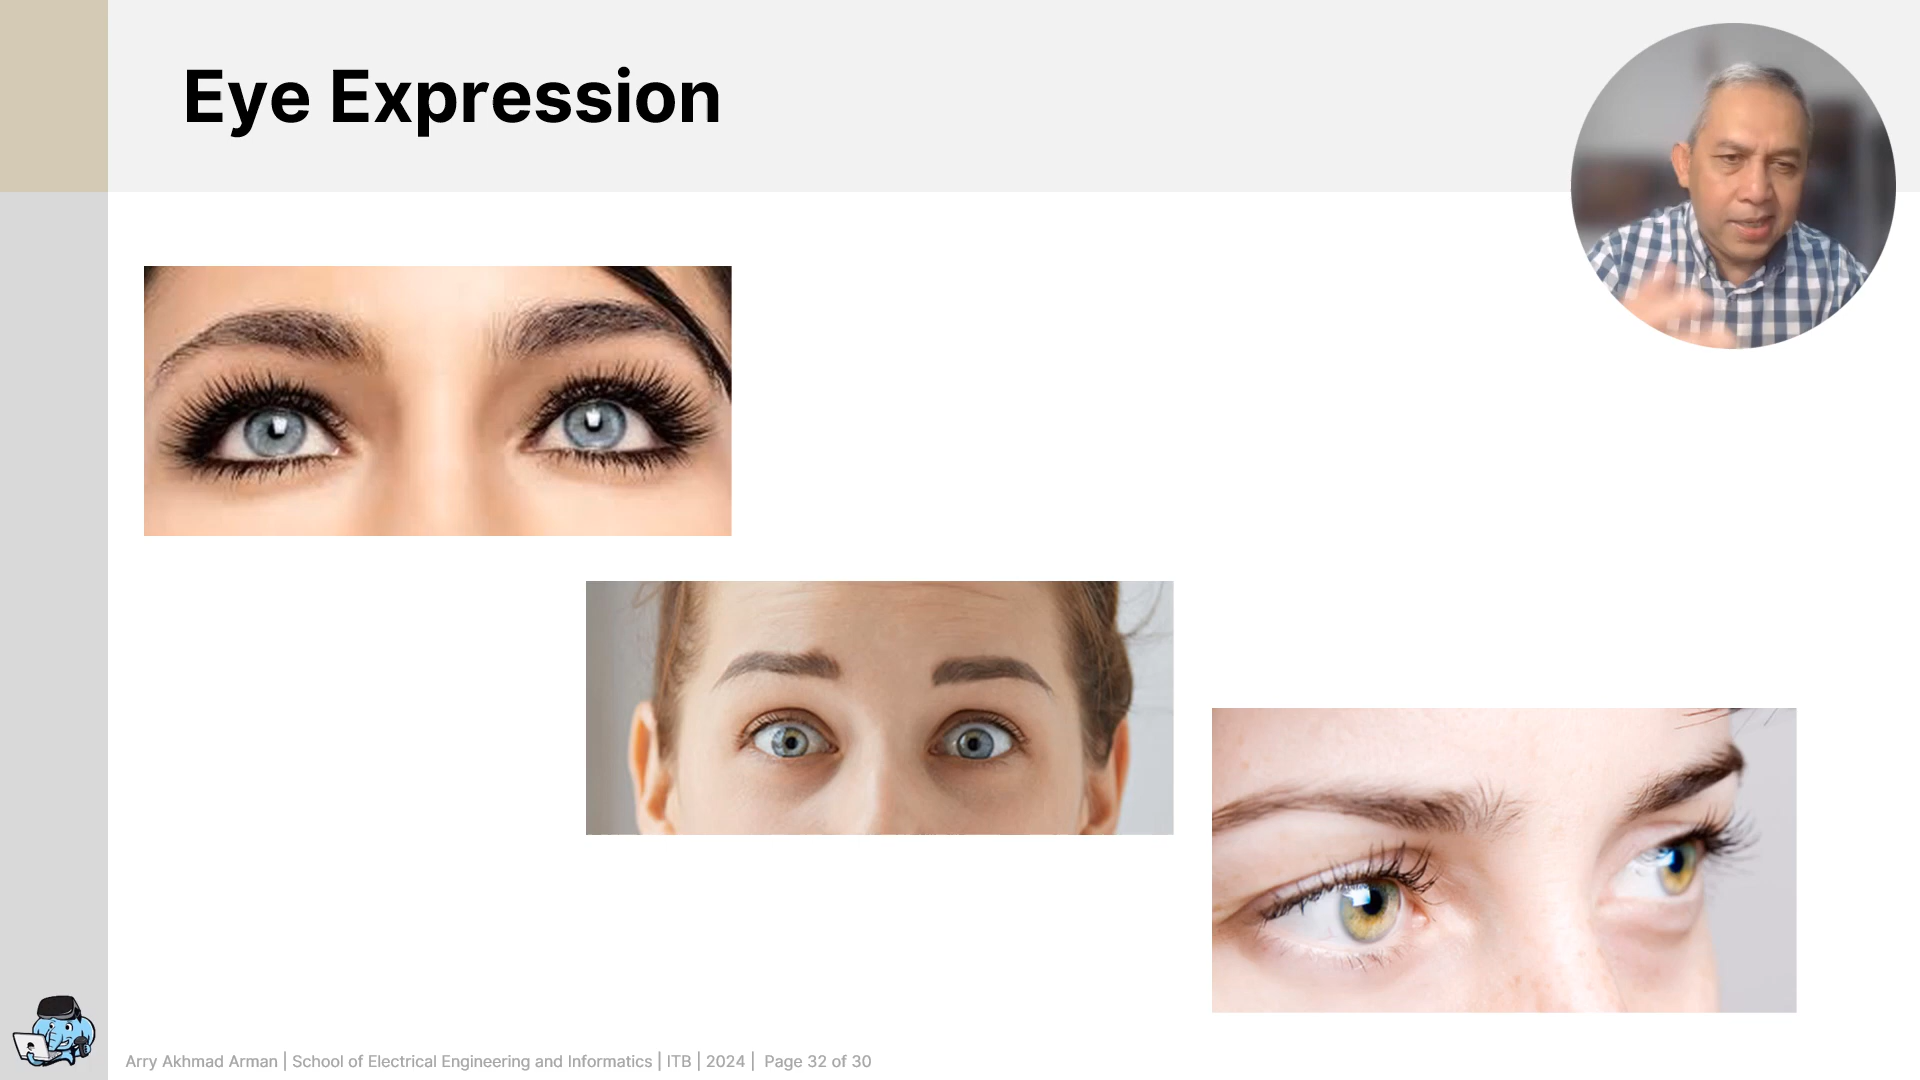 Eye Expression
Arry Akhmad Arman | School of Electrical Engineering and Informatics | ITB | 2024 | Page 32 of 30